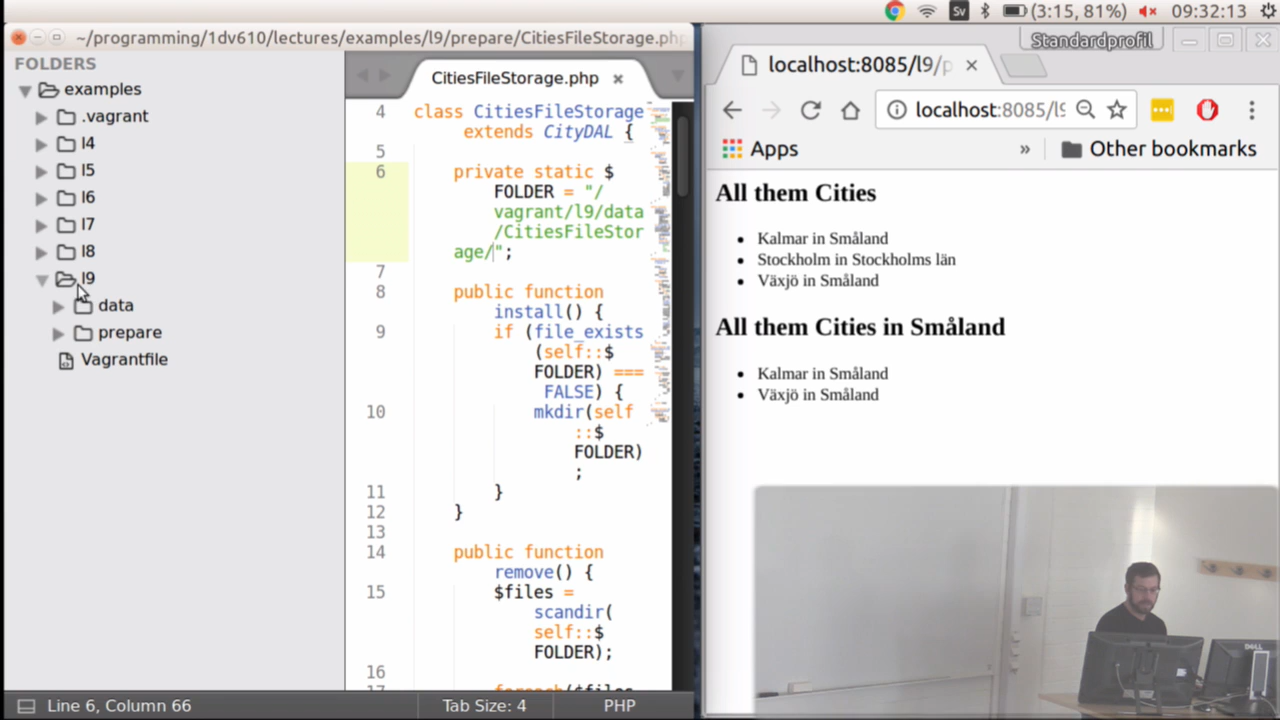 Sv
(3:15, 81%)
09:32:13
~/programming/1dv610/lectures/examples/l9/prepare/CitiesFileStorage.php
Standardprofil
FOLDERS
examples
.vagrant
l4
l5
l6
l7
l8
l9
data
prepare
Vagrantfile
CitiesFileStorage.php
4 class CitiesFileStorage
extends CityDAL {
5
6 private static $
FOLDER = "/
vagrant/l9/data
/CitiesFileStor
age/";
7
8 public function
install() {
9 if (file_exists
(self::$
FOLDER) ===
FALSE) {
10 mkdir(self
::$
FOLDER)
;
11 }
12 }
13
14 public function
remove() {
15 $files =
scandir(
self::$
FOLDER);
16
17 foreach($files
Line 6, Column 66
Tab Size: 4
PHP
localhost:8085/l9/p
localhost:8085/l9
Apps
»
Other bookmarks
All them Cities
• Kalmar in Småland
• Stockholm in Stockholms län
• Växjö in Småland
All them Cities in Småland
• Kalmar in Småland
• Växjö in Småland
DELL